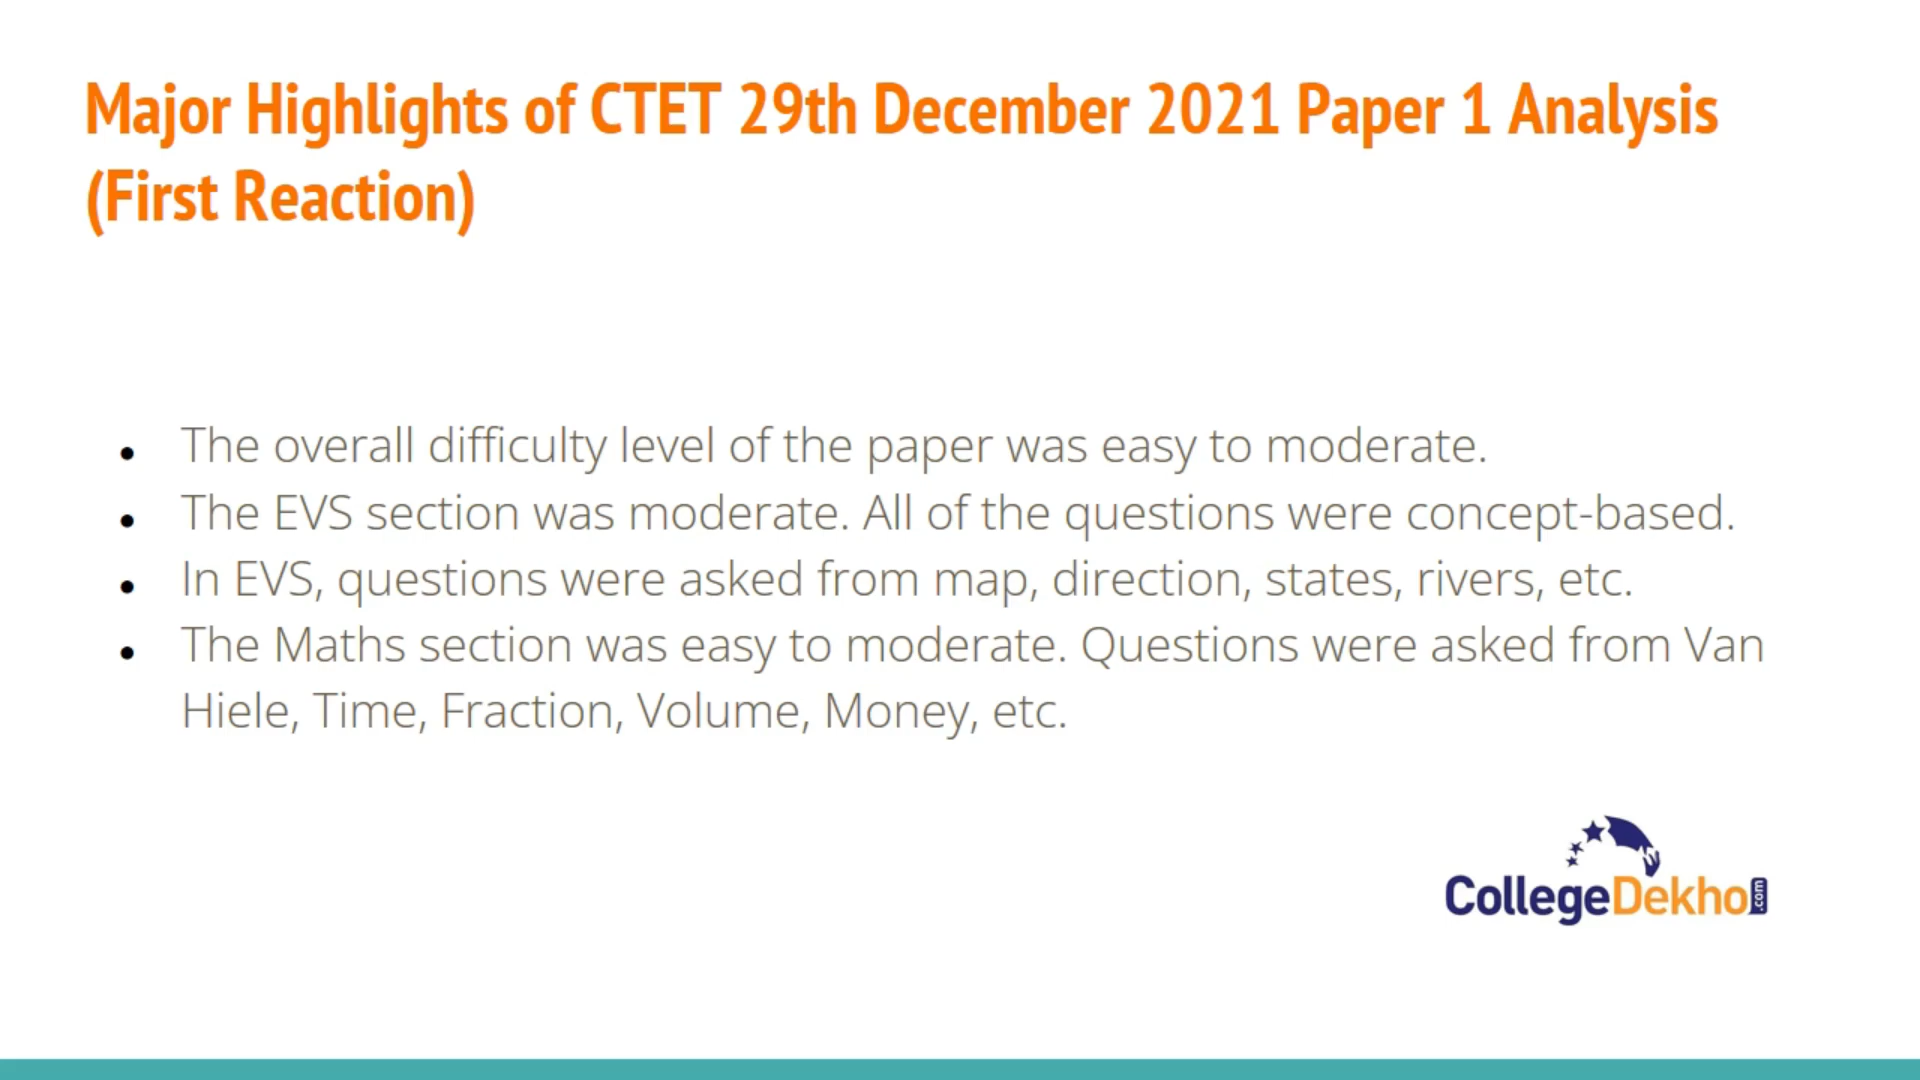 Major Highlights of CTET 29th December 2021 Paper 1 Analysis
(First Reaction)
• The overall difficulty level of the paper was easy to moderate.
• The EVS section was moderate. All of the questions were concept-based.
• In EVS, questions were asked from map, direction, states, rivers, etc.
• The Maths section was easy to moderate. Questions were asked from Van
Hiele, Time, Fraction, Volume, Money, etc.
CollegeDekho.com